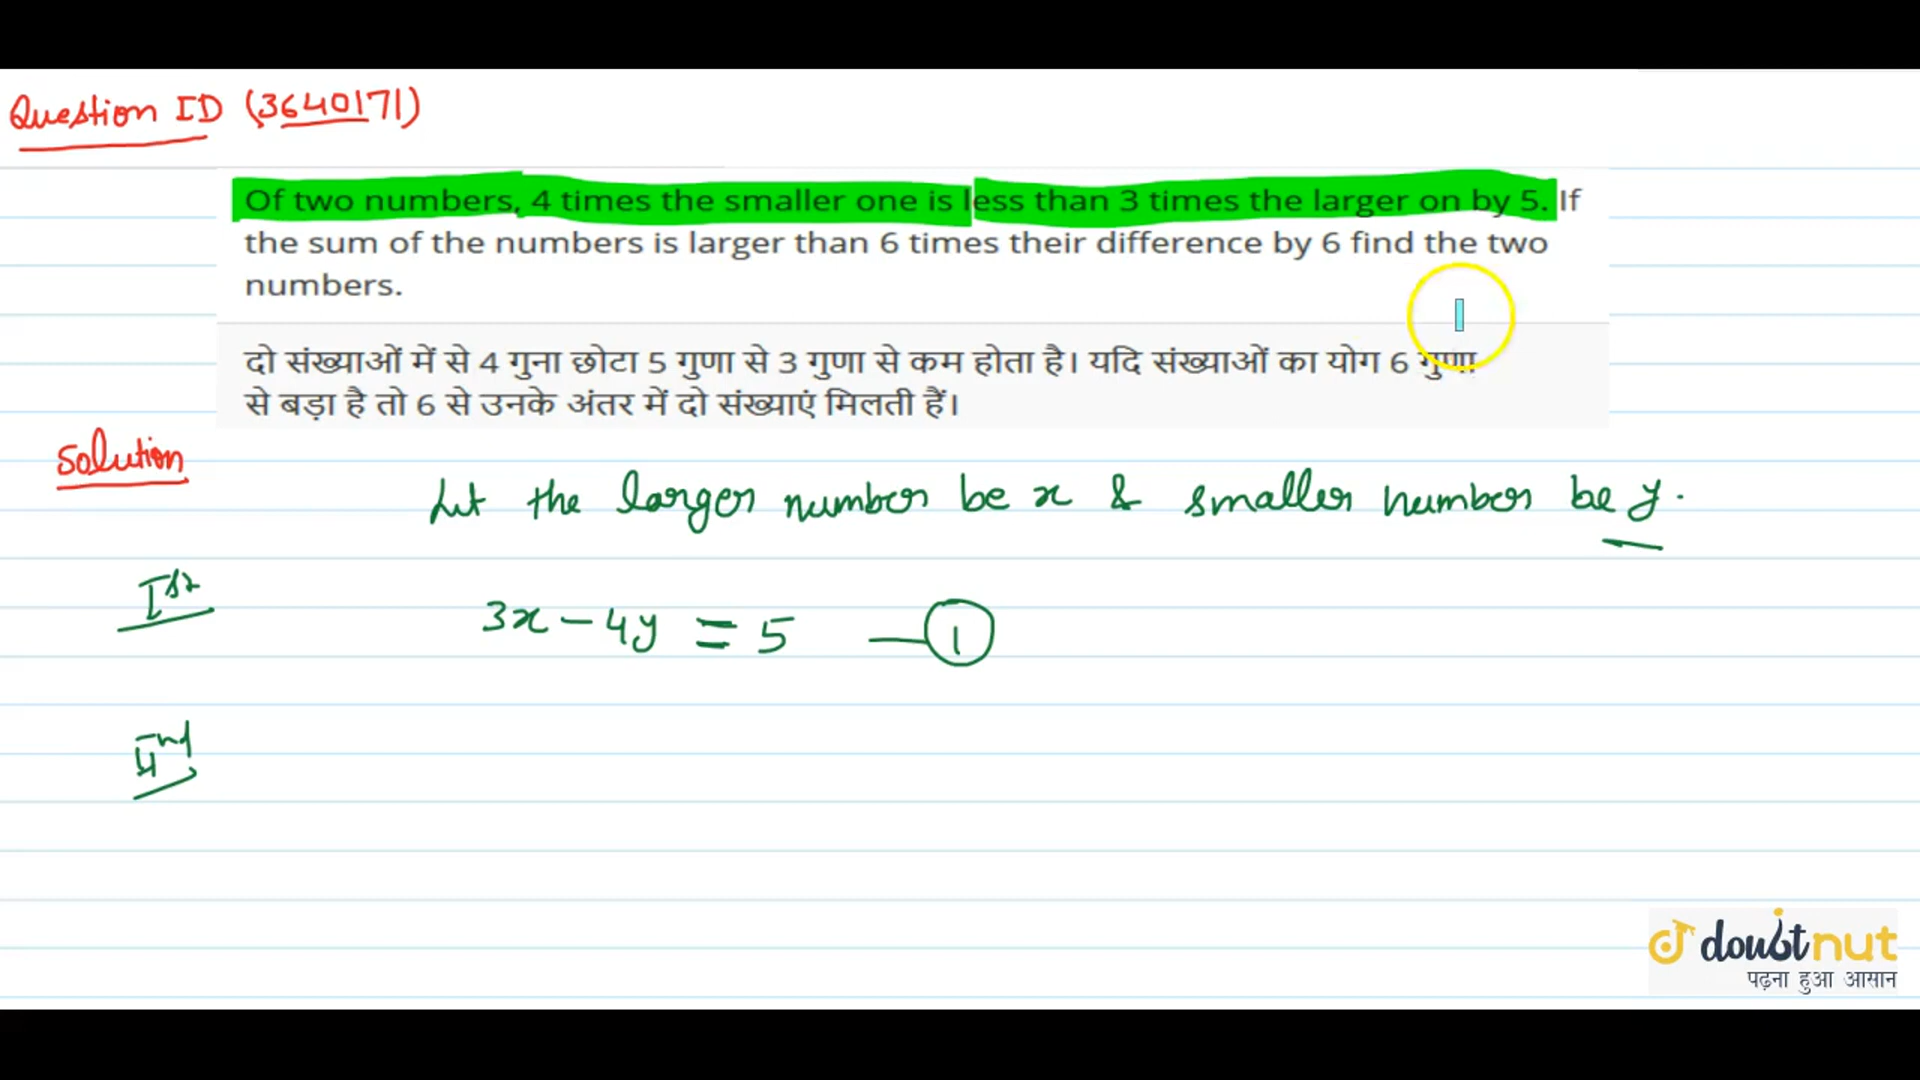 Question ID (3640171)
Of two numbers, 4 times the smaller one is less than 3 times the larger on by 5. If
the sum of the numbers is larger than 6 times their difference by 6 find the two
numbers.
दो संख्याओं में से 4 गुना छोटा 5 गुणा से 3 गुणा से कम होता है। यदि संख्याओं का योग 6 गुणा
से बड़ा है तो 6 से उनके अंतर में दो संख्याएं मिलती हैं।
Solution
Let the larger number be x & smaller number be y.
Ist
3x - 4y = 5 — 1
IInd
doubtnut
पढ़ना हुआ आसान